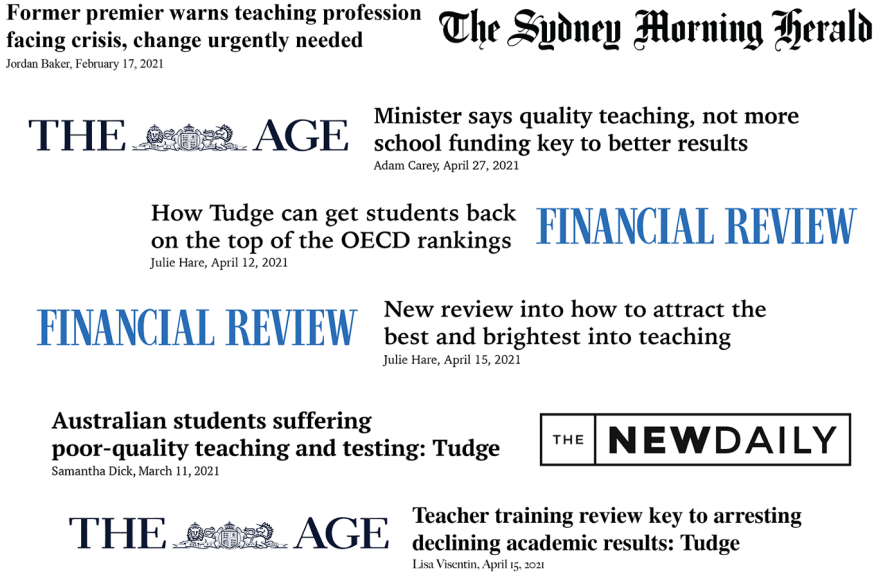 Former premier warns teaching profession
facing crisis, change urgently needed
Jordan Baker, February 17, 2021
The Sydney Morning Herald
THE AGE
Minister says quality teaching, not more
school funding key to better results
Adam Carey, April 27, 2021
How Tudge can get students back
on the top of the OECD rankings
Julie Hare, April 12, 2021
FINANCIAL REVIEW
FINANCIAL REVIEW
New review into how to attract the
best and brightest into teaching
Julie Hare, April 15, 2021
Australian students suffering
poor-quality teaching and testing: Tudge
Samantha Dick, March 11, 2021
THE NEWDAILY
THE AGE
Teacher training review key to arresting
declining academic results: Tudge
Lisa Visentin, April 15, 2021